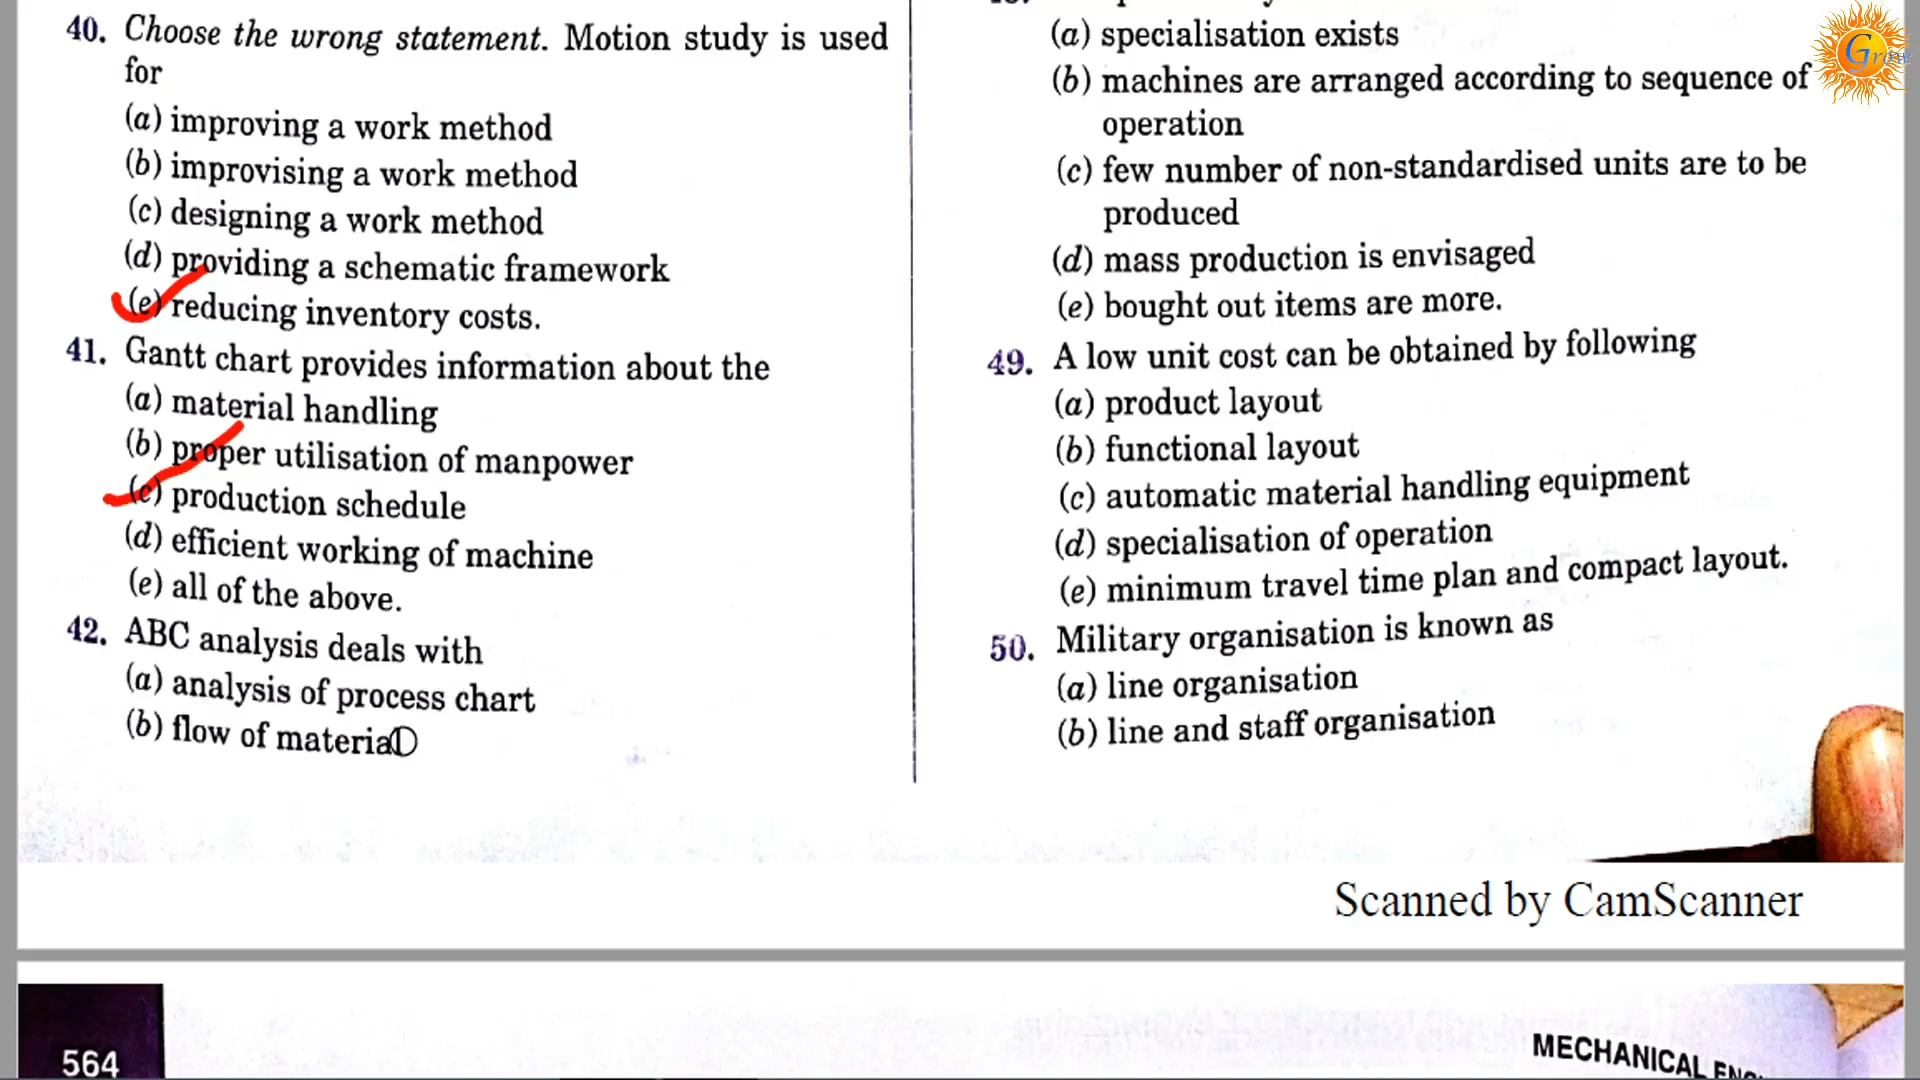 40. Choose the wrong statement. Motion study is used
for
(a) improving a work method
(b) improvising a work method
(c) designing a work method
(d) providing a schematic framework
(e) reducing inventory costs.
41. Gantt chart provides information about the
(a) material handling
(b) proper utilisation of manpower
(c) production schedule
(d) efficient working of machine
(e) all of the above.
42. ABC analysis deals with
(a) analysis of process chart
(b) flow of material
(a) specialisation exists
(b) machines are arranged according to sequence of
operation
(c) few number of non-standardised units are to be
produced
(d) mass production is envisaged
(e) bought out items are more.
49. A low unit cost can be obtained by following
(a) product layout
(b) functional layout
(c) automatic material handling equipment
(d) specialisation of operation
(e) minimum travel time plan and compact layout.
50. Military organisation is known as
(a) line organisation
(b) line and staff organisation
Grow
Scanned by CamScanner
564
MECHANICAL